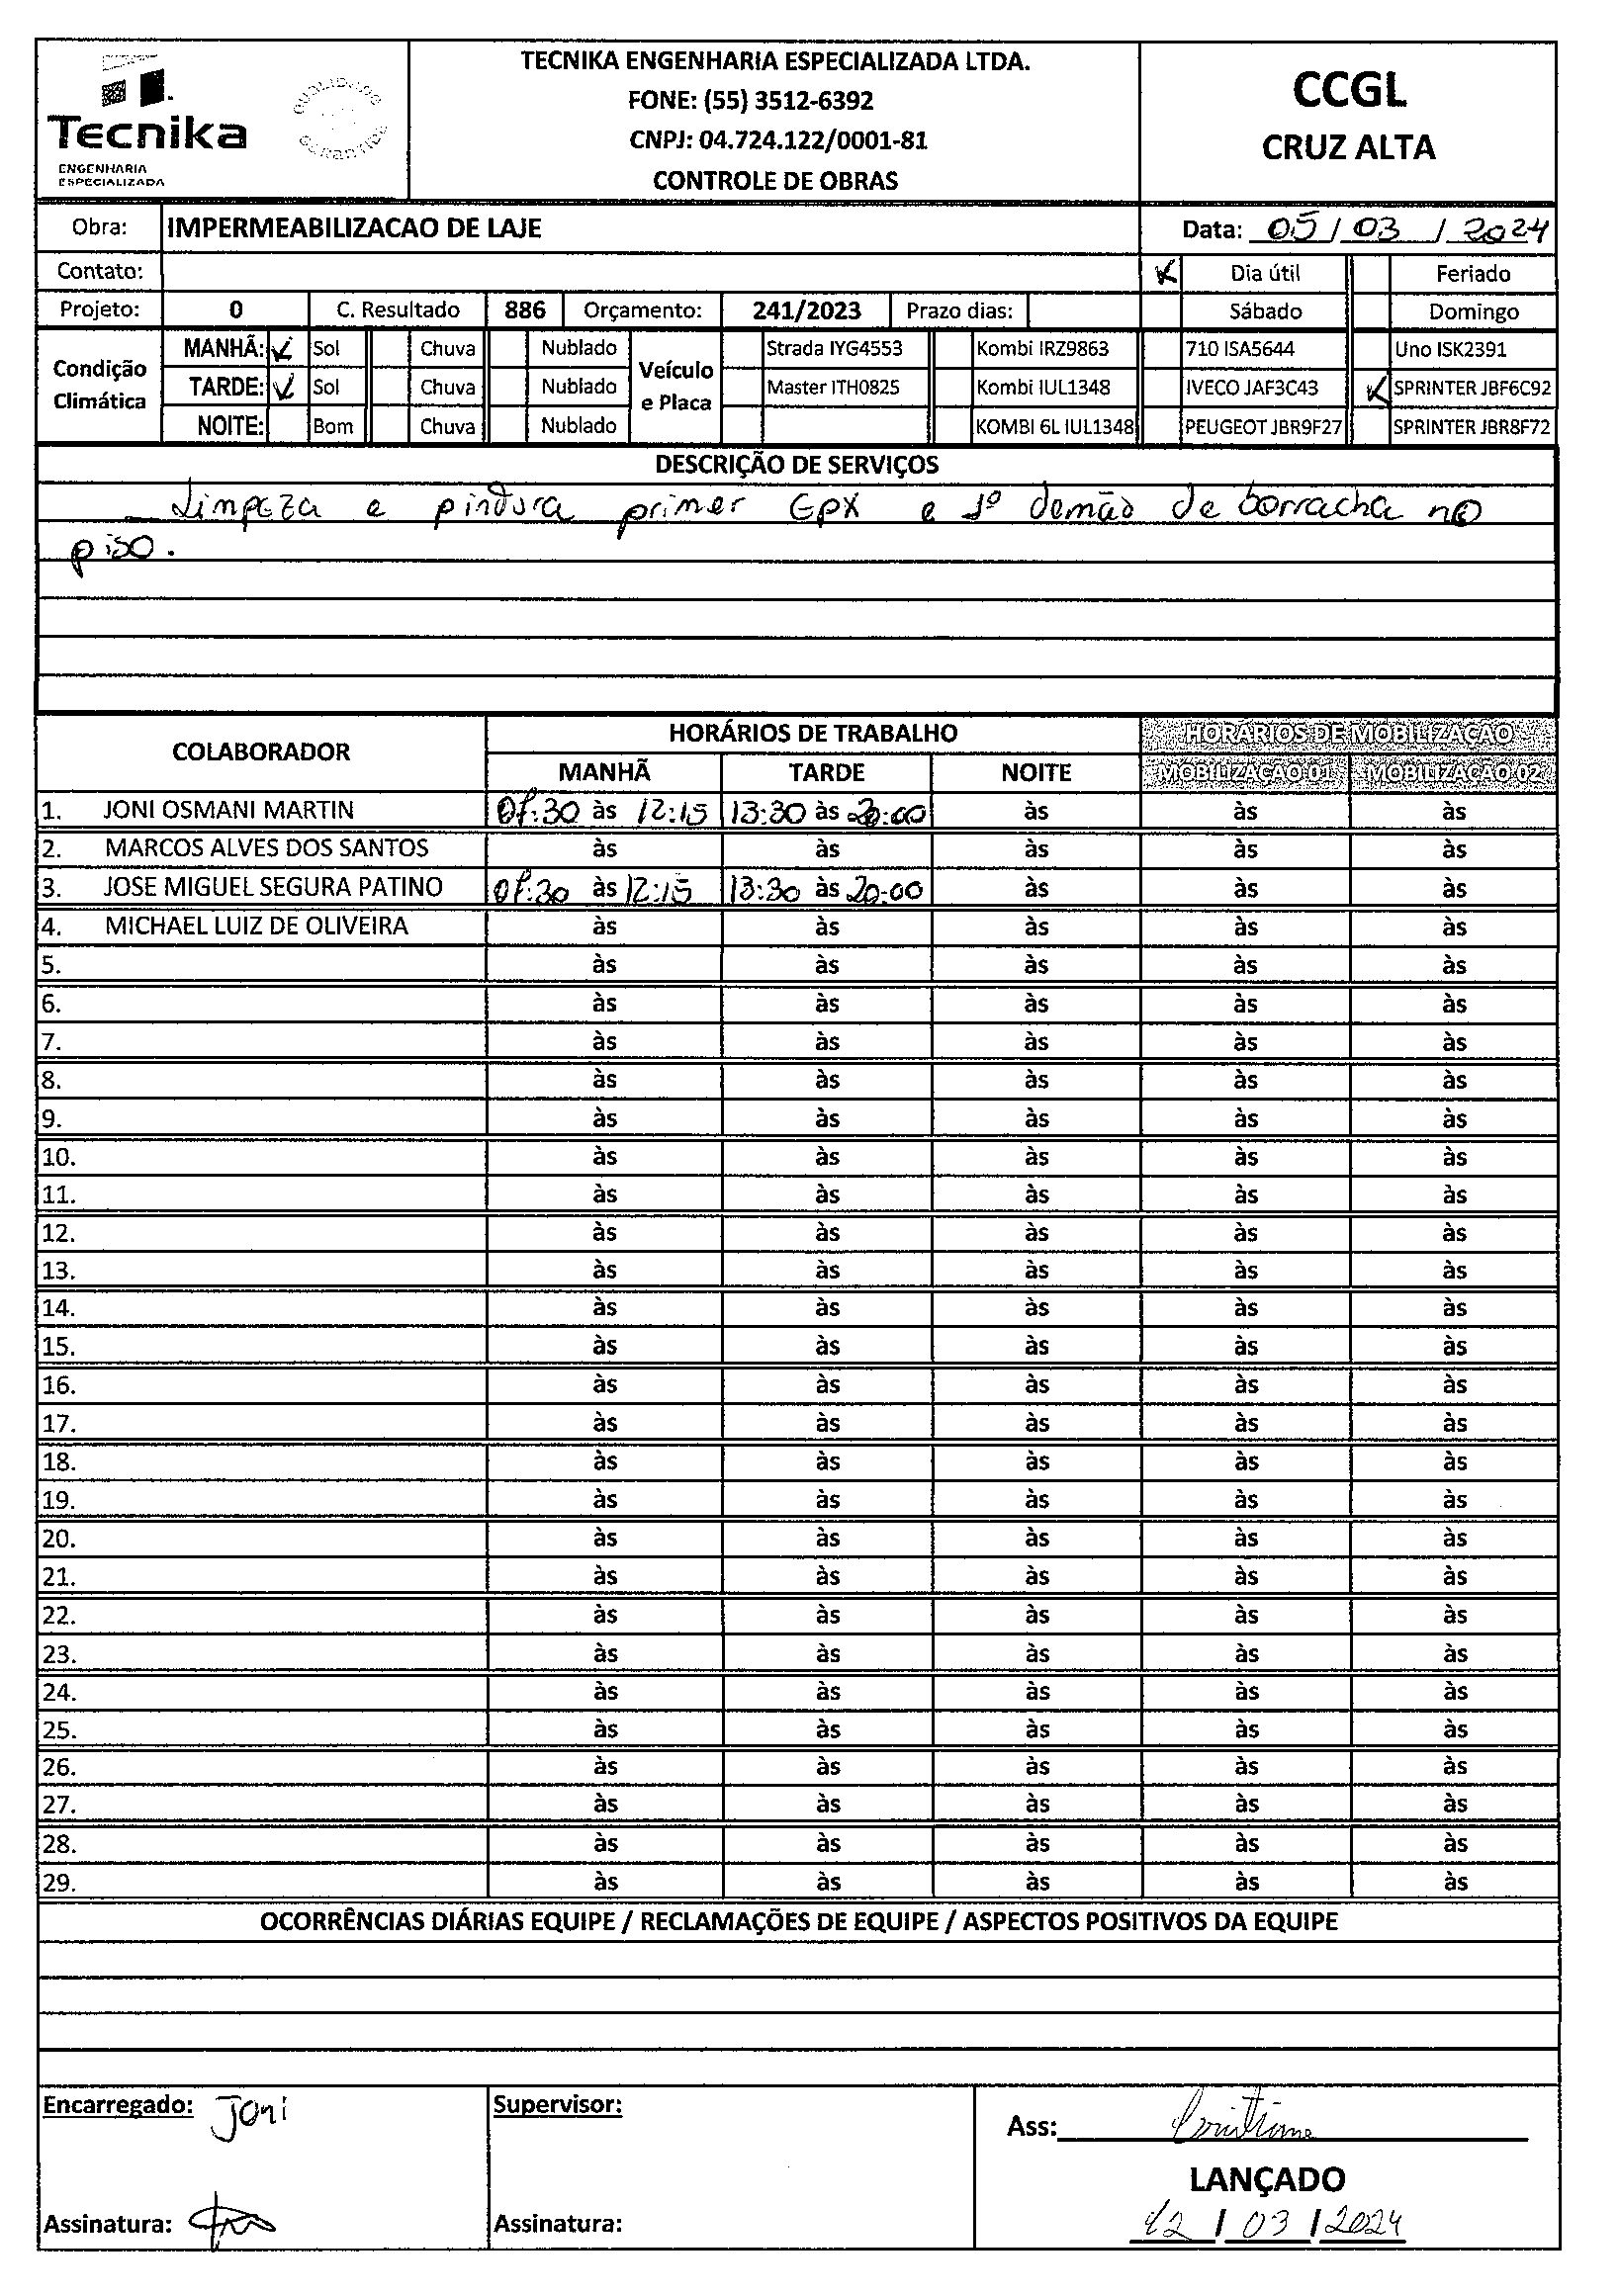 Tecnika
ENGENHARIA
ESPECIALIZADA
QUALIDADE
GARANTIDA
TECNIKA ENGENHARIA ESPECIALIZADA LTDA.
FONE: (55) 3512-6392
CNPJ: 04.724.122/0001-81
CONTROLE DE OBRAS
CCGL
CRUZ ALTA
Obra: IMPERMEABILIZACAO DE LAJE Data: 05 / 03 / 2024
Contato: Dia útil Feriado
Projeto: 0 C. Resultado 886 Orçamento: 241/2023 Prazo dias: Sábado Domingo
Condição Climática
MANHÃ: Sol Chuva Nublado
TARDE: Sol Chuva Nublado
NOITE: Bom Chuva Nublado
Veículo e Placa
Strada IYG4553 Kombi IRZ9863 710 ISA5644 Uno ISK2391
Master ITH0825 Kombi IUL1348 IVECO JAF3C43 SPRINTER JBF6C92
KOMBI 6L IUL1348 PEUGEOT JBR9F27 SPRINTER JBR8F72
DESCRIÇÃO DE SERVIÇOS
Limpeza e pintura primer EPX e 1º demão de borracha no
piso.
COLABORADOR HORÁRIOS DE TRABALHO HORÁRIOS DE MOBILIZAÇÃO
MANHÃ TARDE NOITE MOBILIZAÇÃO 01 MOBILIZAÇÃO 02
1. JONI OSMANI MARTIN 07:30 às 12:15 13:30 às 20:00 às às às
2. MARCOS ALVES DOS SANTOS às às às às às
3. JOSE MIGUEL SEGURA PATINO 07:30 às 12:15 13:30 às 20:00 às às às
4. MICHAEL LUIZ DE OLIVEIRA às às às às às
5. às às às às às
6. às às às às às
7. às às às às às
8. às às às às às
9. às às às às às
10. às às às às às
11. às às às às às
12. às às às às às
13. às às às às às
14. às às às às às
15. às às às às às
16. às às às às às
17. às às às às às
18. às às às às às
19. às às às às às
20. às às às às às
21. às às às às às
22. às às às às às
23. às às às às às
24. às às às às às
25. às às às às às
26. às às às às às
27. às às às às às
28. às às às às às
29. às às às às às
OCORRÊNCIAS DIÁRIAS EQUIPE / RECLAMAÇÕES DE EQUIPE / ASPECTOS POSITIVOS DA EQUIPE
Encarregado: Joni
Supervisor:
Ass: Cristiane
LANÇADO
Assinatura:
Assinatura:
12 / 03 / 2024